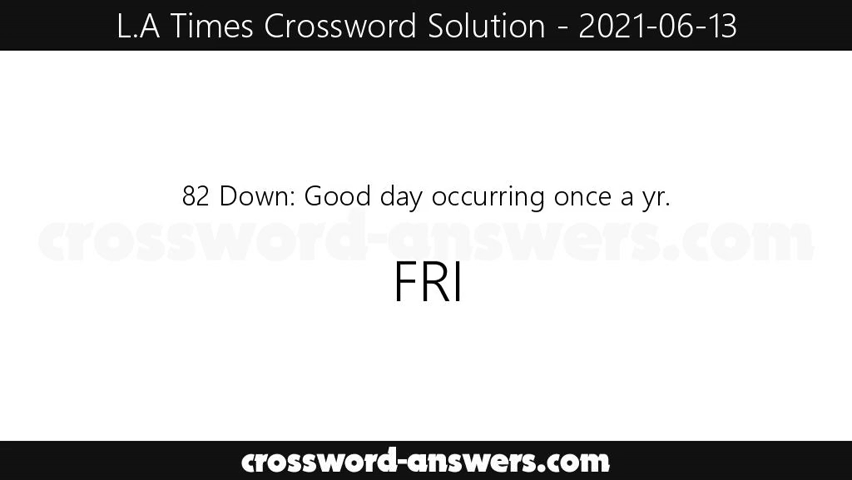 L.A Times Crossword Solution - 2021-06-13
82 Down: Good day occurring once a yr.
crossword-answers.com
FRI
crossword-answers.com